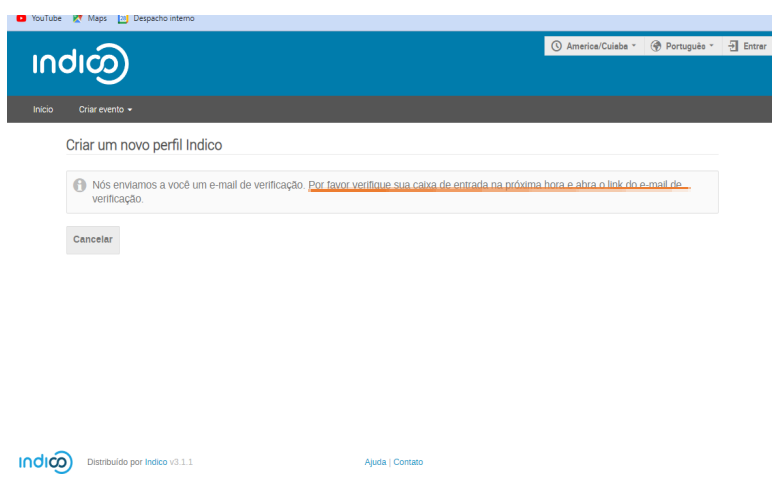 YouTube Maps Despacho interno
America/Cuiaba Português Entrar
indico
Início Criar evento
Criar um novo perfil Indico
Nós enviamos a você um e-mail de verificação. Por favor verifique sua caixa de entrada na próxima hora e abra o link do e-mail de
verificação.
Cancelar
indico Distribuído por Indico v3.1.1 Ajuda | Contato